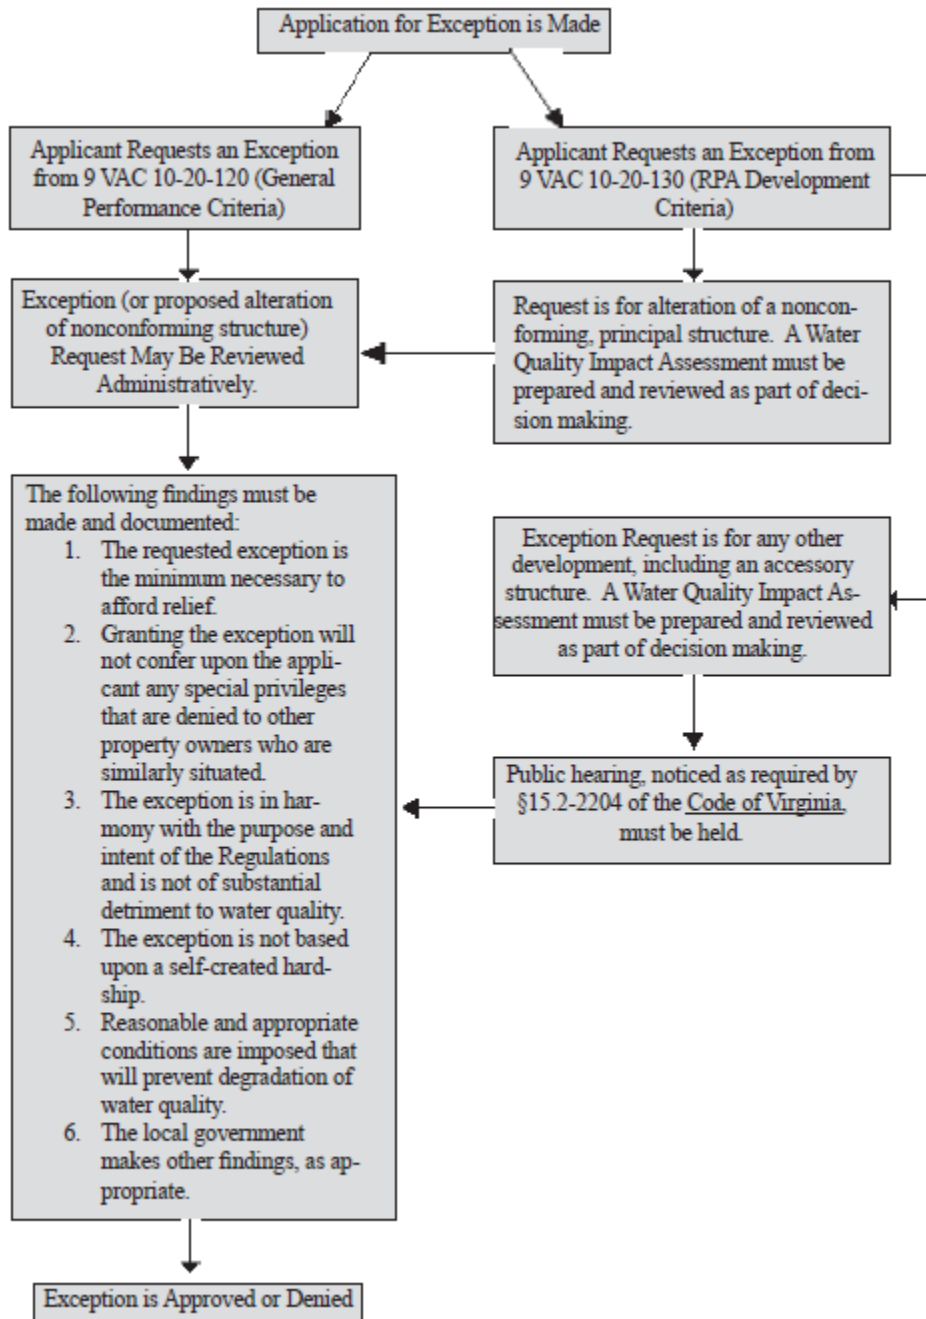 Application for Exception is Made
Applicant Requests an Exception
from 9 VAC 10-20-120 (General
Performance Criteria)
Applicant Requests an Exception from
9 VAC 10-20-130 (RPA Development
Criteria)
Exception (or proposed alteration
of nonconforming structure)
Request May Be Reviewed
Administratively.
Request is for alteration of a noncon-
forming, principal structure. A Water
Quality Impact Assessment must be
prepared and reviewed as part of deci-
sion making.
The following findings must be
made and documented:
1. The requested exception is
the minimum necessary to
afford relief.
2. Granting the exception will
not confer upon the appli-
cant any special privileges
that are denied to other
property owners who are
similarly situated.
3. The exception is in har-
mony with the purpose and
intent of the Regulations
and is not of substantial
detriment to water quality.
4. The exception is not based
upon a self-created hard-
ship.
5. Reasonable and appropriate
conditions are imposed that
will prevent degradation of
water quality.
6. The local government
makes other findings, as ap-
propriate.
Exception Request is for any other
development, including an accessory
structure. A Water Quality Impact As-
sessment must be prepared and reviewed
as part of decision making.
Public hearing, noticed as required by
§15.2-2204 of the Code of Virginia,
must be held.
Exception is Approved or Denied